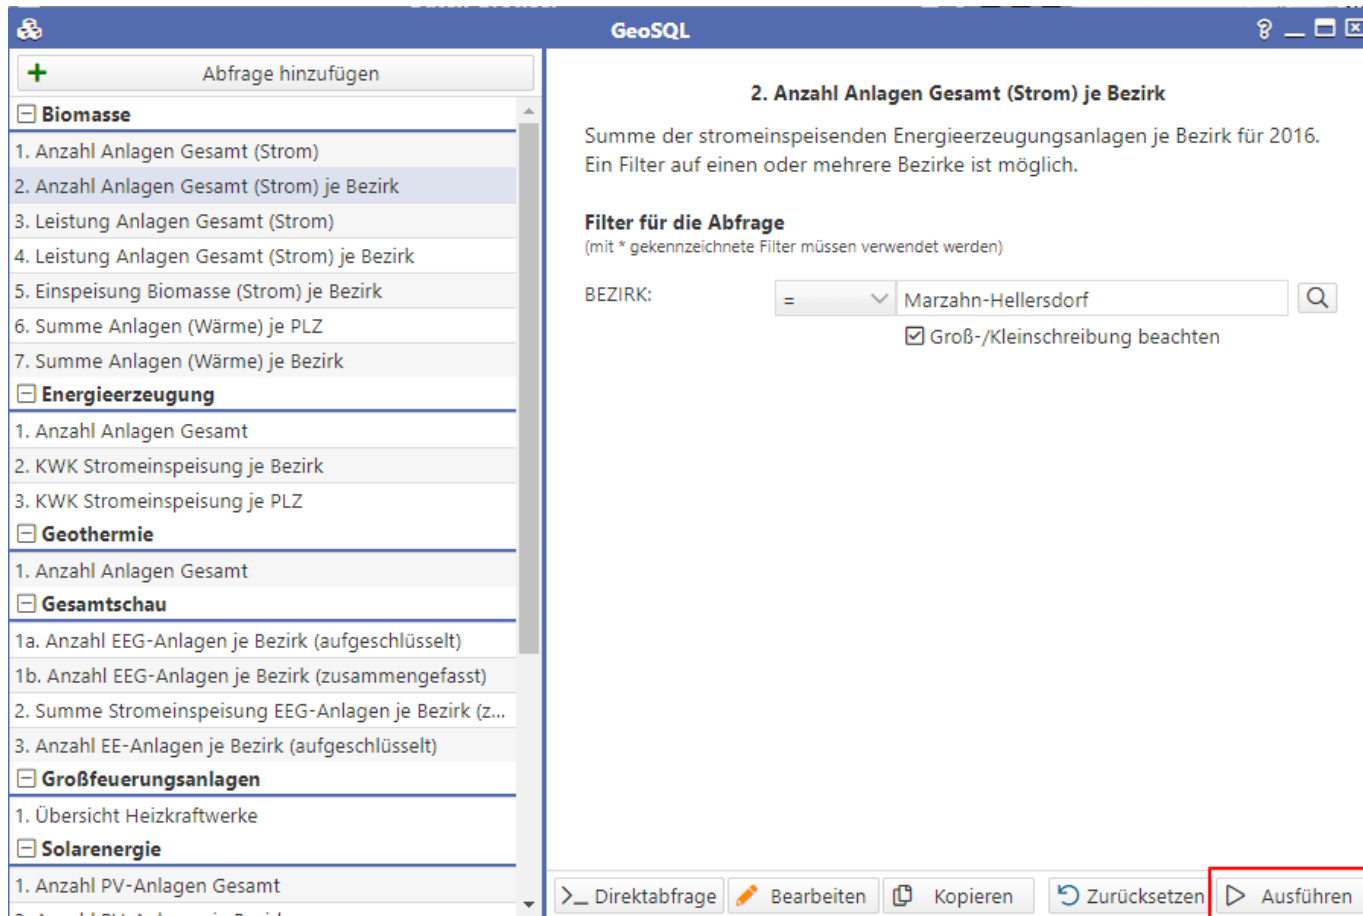 GeoSQL
Abfrage hinzufügen
Biomasse
1. Anzahl Anlagen Gesamt (Strom)
2. Anzahl Anlagen Gesamt (Strom) je Bezirk
3. Leistung Anlagen Gesamt (Strom)
4. Leistung Anlagen Gesamt (Strom) je Bezirk
5. Einspeisung Biomasse (Strom) je Bezirk
6. Summe Anlagen (Wärme) je PLZ
7. Summe Anlagen (Wärme) je Bezirk
Energieerzeugung
1. Anzahl Anlagen Gesamt
2. KWK Stromeinspeisung je Bezirk
3. KWK Stromeinspeisung je PLZ
Geothermie
1. Anzahl Anlagen Gesamt
Gesamtschau
1a. Anzahl EEG-Anlagen je Bezirk (aufgeschlüsselt)
1b. Anzahl EEG-Anlagen je Bezirk (zusammengefasst)
2. Summe Stromeinspeisung EEG-Anlagen je Bezirk (z...
3. Anzahl EE-Anlagen je Bezirk (aufgeschlüsselt)
Großfeuerungsanlagen
1. Übersicht Heizkraftwerke
Solarenergie
1. Anzahl PV-Anlagen Gesamt
2. Anzahl Anlagen Gesamt (Strom) je Bezirk
Summe der stromeinspeisenden Energieerzeugungsanlagen je Bezirk für 2016.
Ein Filter auf einen oder mehrere Bezirke ist möglich.
Filter für die Abfrage
(mit * gekennzeichnete Filter müssen verwendet werden)
BEZIRK: = Marzahn-Hellersdorf
Groß-/Kleinschreibung beachten
Direktabfrage Bearbeiten Kopieren Zurücksetzen Ausführen